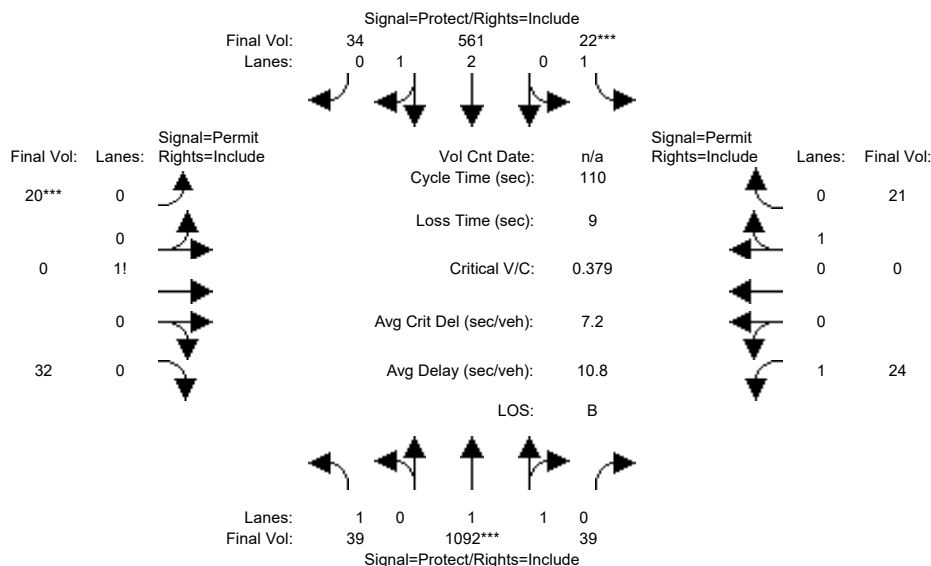 Signal=Protect/Rights=Include
Final Vol: 34 561 22***
Lanes: 0 1 2 0 1
Signal=Permit
Final Vol: Lanes: Rights=Include
Vol Cnt Date: n/a
Signal=Permit
Rights=Include Lanes: Final Vol:
Cycle Time (sec): 110
20*** 0
0 21
Loss Time (sec): 9
0
1
0 1!
Critical V/C: 0.379
0 0
0
Avg Crit Del (sec/veh): 7.2
0
32 0
Avg Delay (sec/veh): 10.8
1 24
LOS: B
Lanes: 1 0 1 1 0
Final Vol: 39 1092*** 39
Signal=Protect/Rights=Include